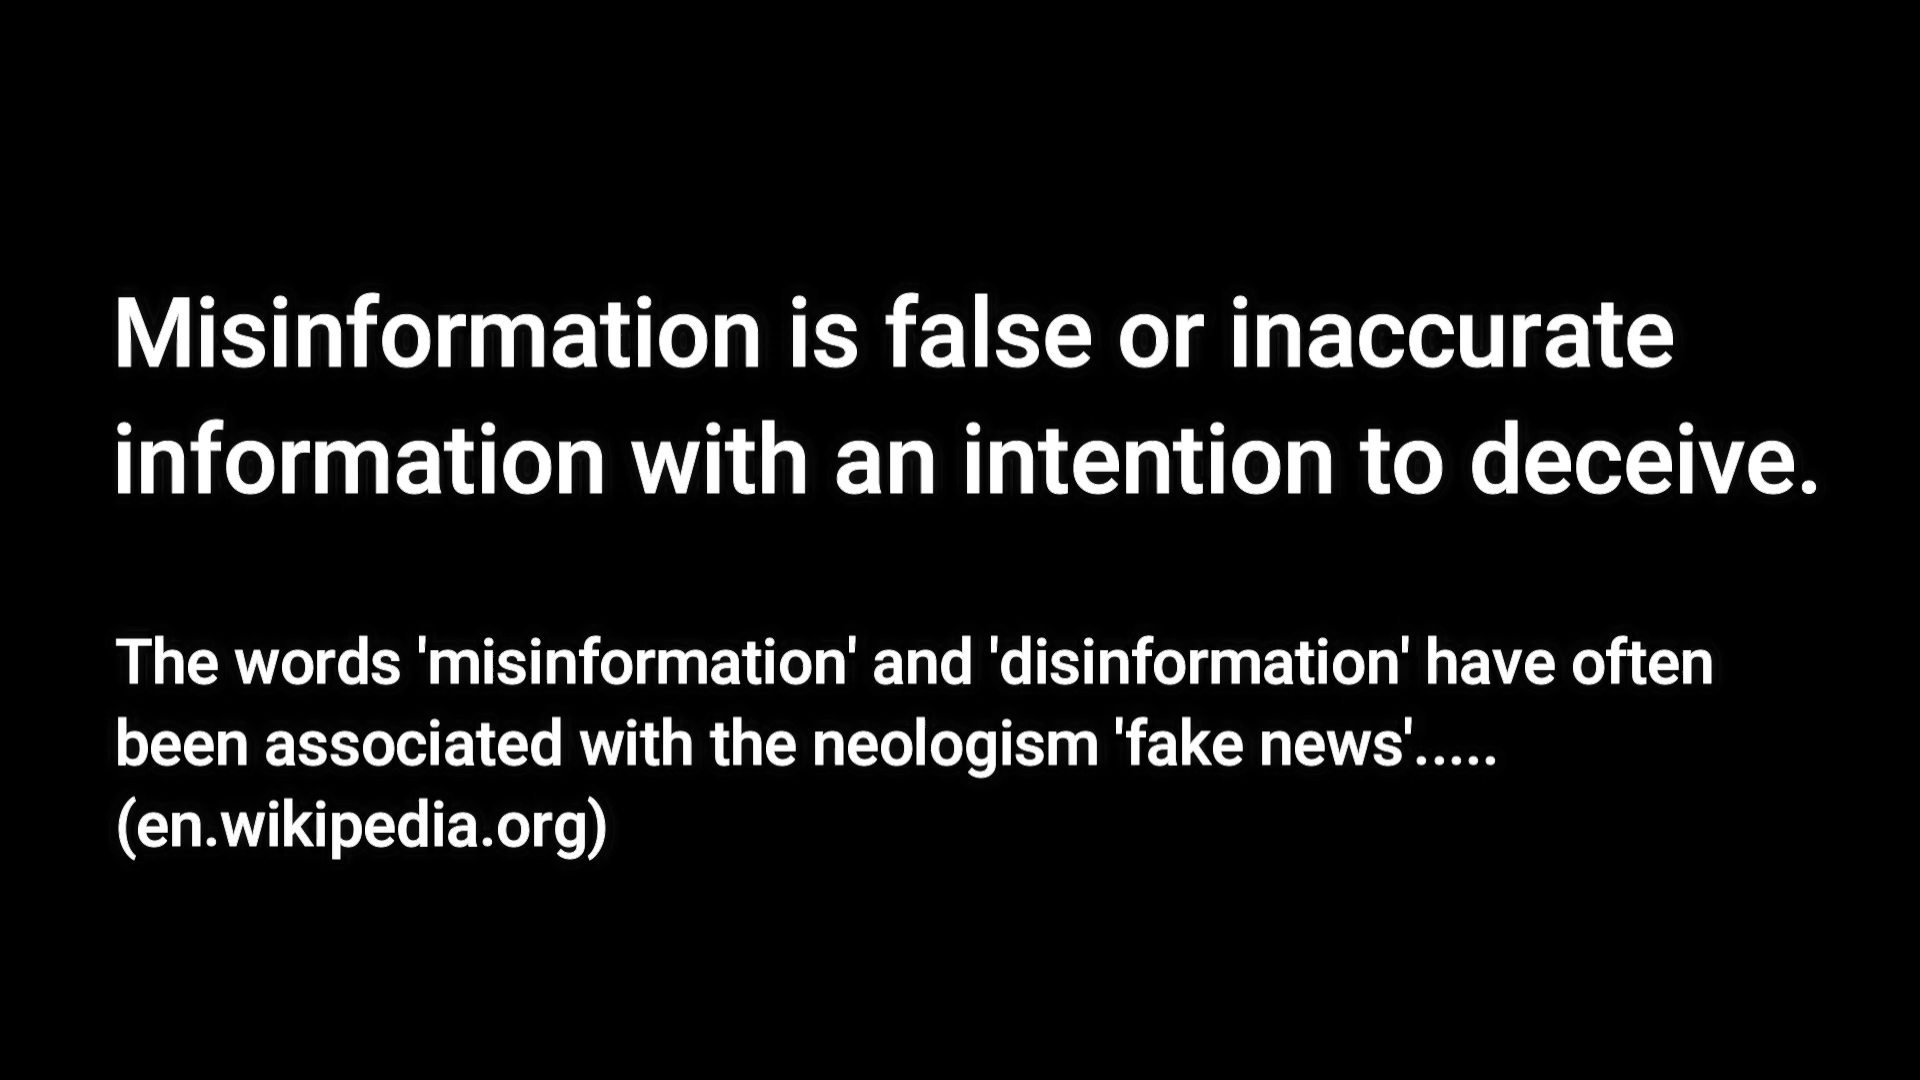 Misinformation is false or inaccurate
information with an intention to deceive.
The words 'misinformation' and 'disinformation' have often
been associated with the neologism 'fake news'.....
(en.wikipedia.org)